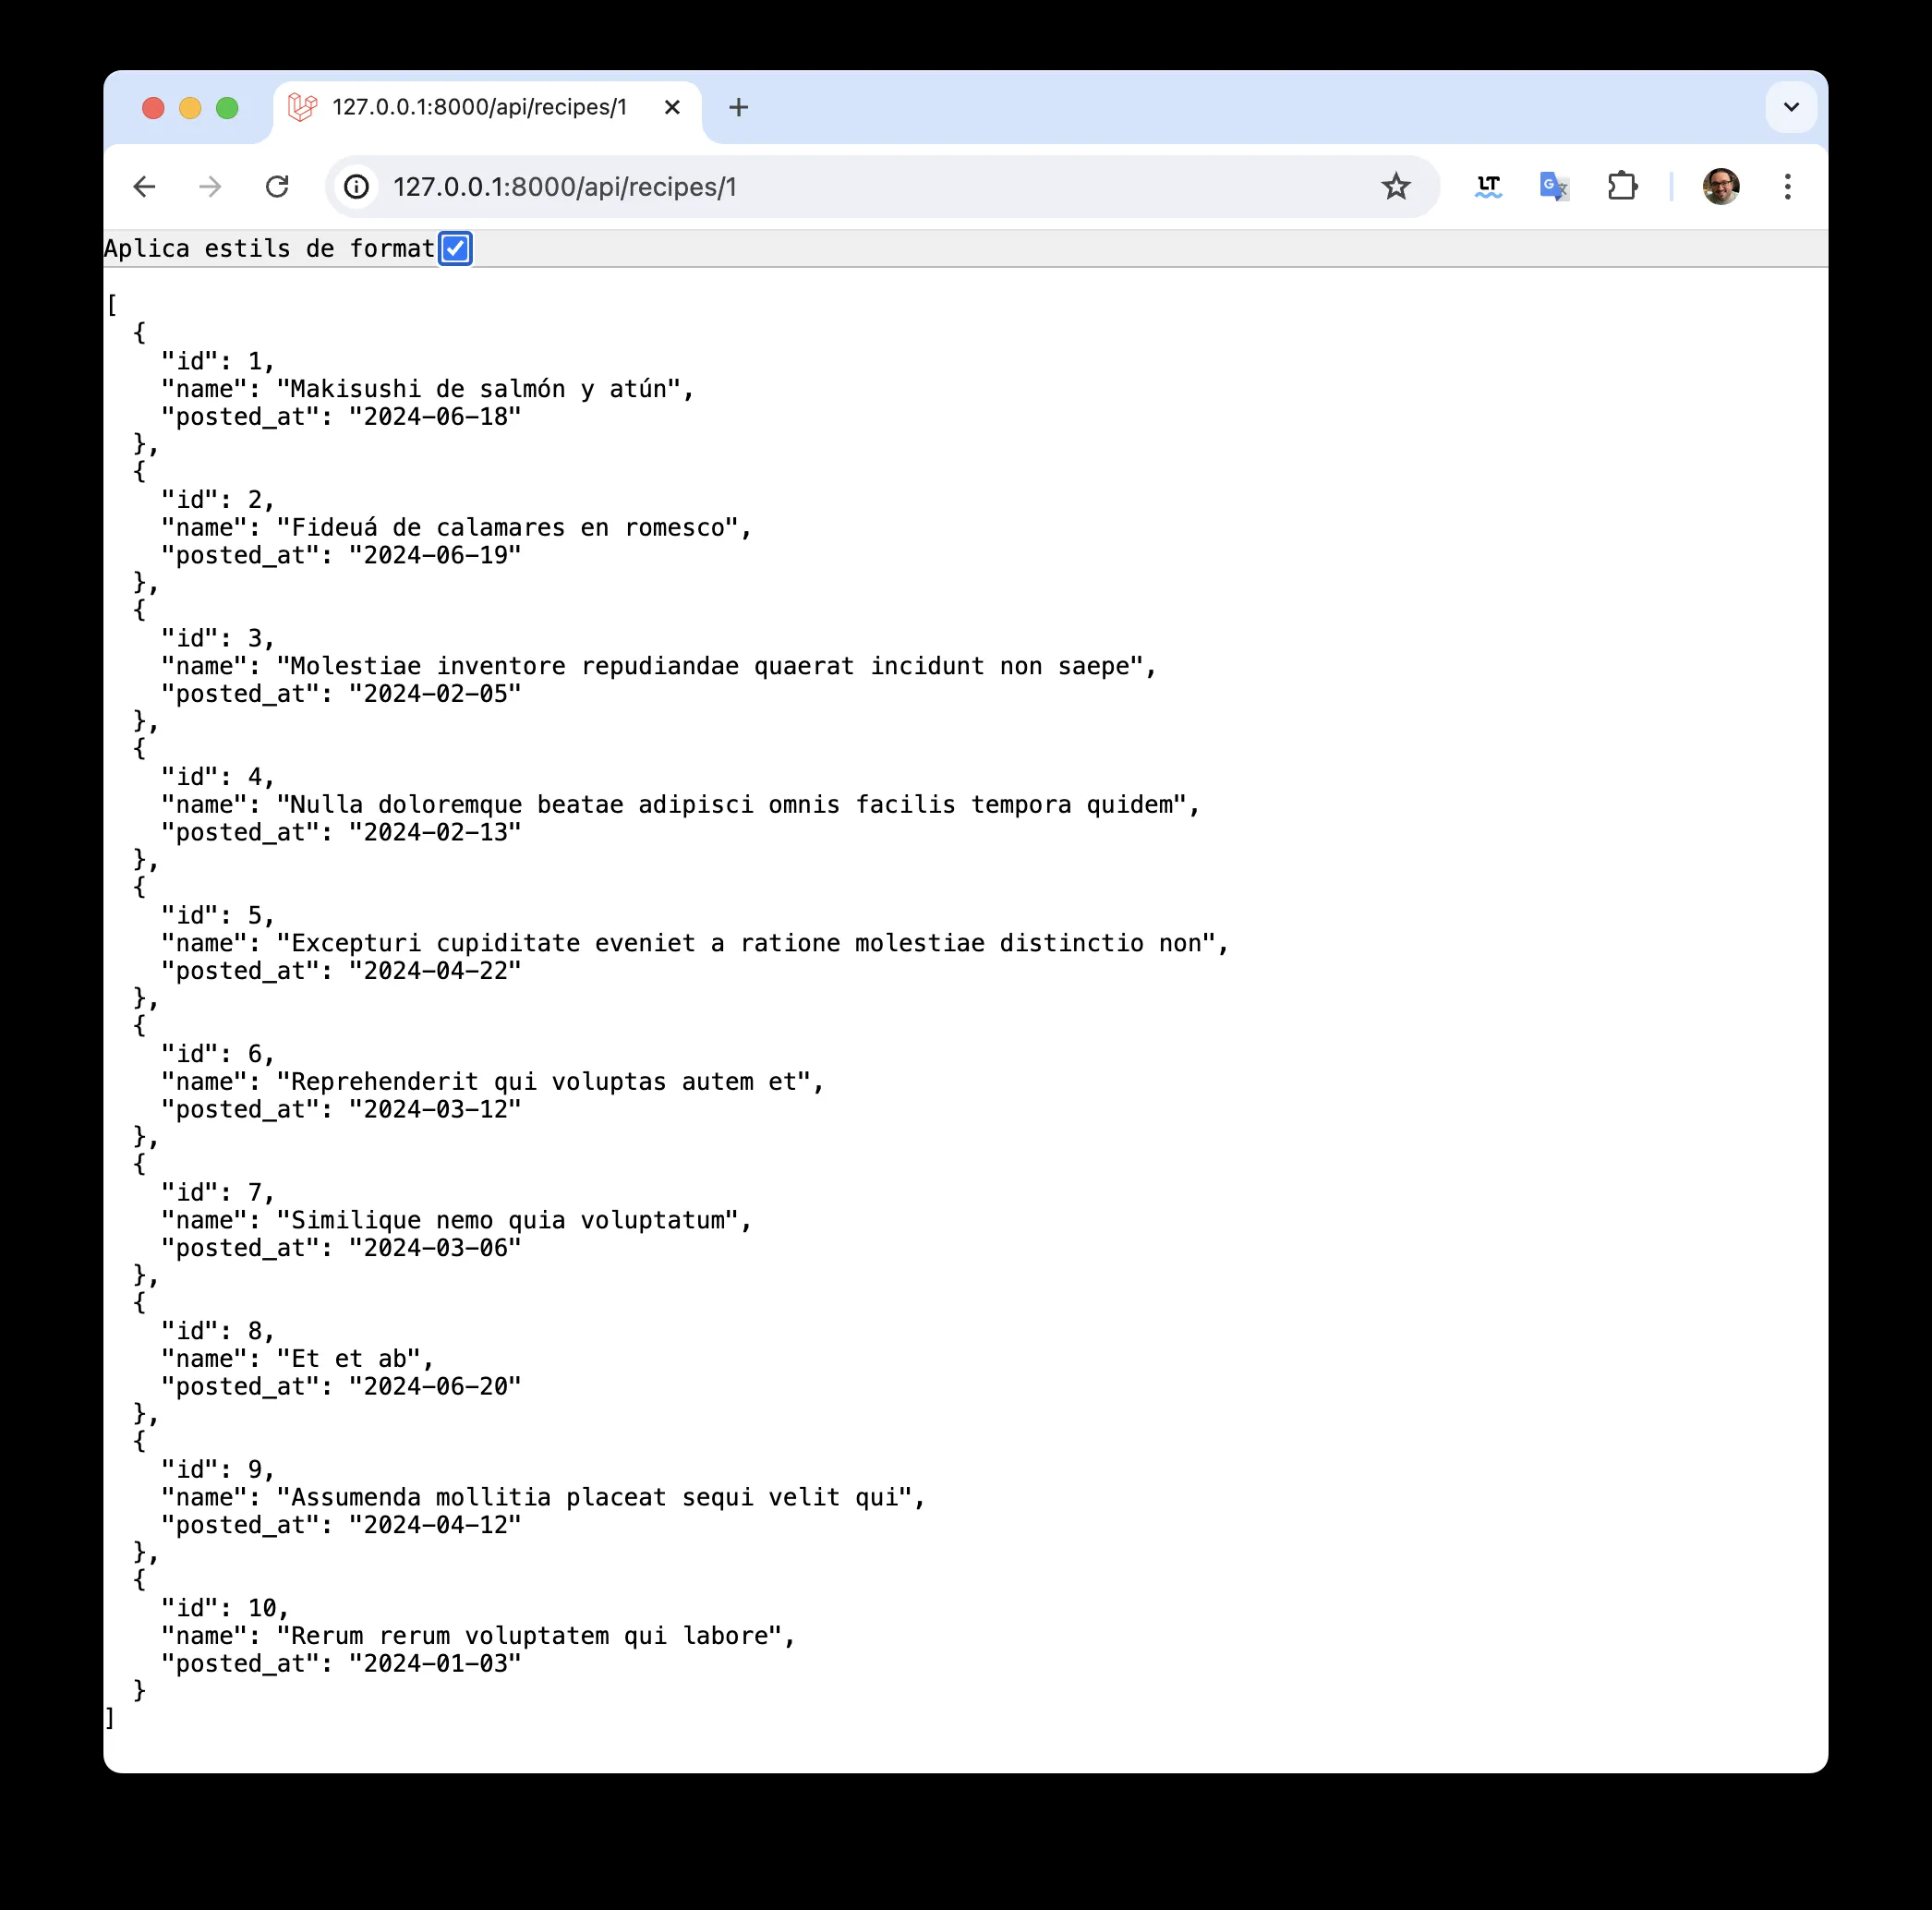 127.0.0.1:8000/api/recipes/1
127.0.0.1:8000/api/recipes/1
LT
G
Aplica estils de format
[
  {
    "id": 1,
    "name": "Makisushi de salmón y atún",
    "posted_at": "2024-06-18"
  },
  {
    "id": 2,
    "name": "Fideuá de calamares en romesco",
    "posted_at": "2024-06-19"
  },
  {
    "id": 3,
    "name": "Molestiae inventore repudiandae quaerat incidunt non saepe",
    "posted_at": "2024-02-05"
  },
  {
    "id": 4,
    "name": "Nulla doloremque beatae adipisci omnis facilis tempora quidem",
    "posted_at": "2024-02-13"
  },
  {
    "id": 5,
    "name": "Excepturi cupiditate eveniet a ratione molestiae distinctio non",
    "posted_at": "2024-04-22"
  },
  {
    "id": 6,
    "name": "Reprehenderit qui voluptas autem et",
    "posted_at": "2024-03-12"
  },
  {
    "id": 7,
    "name": "Similique nemo quia voluptatum",
    "posted_at": "2024-03-06"
  },
  {
    "id": 8,
    "name": "Et et ab",
    "posted_at": "2024-06-20"
  },
  {
    "id": 9,
    "name": "Assumenda mollitia placeat sequi velit qui",
    "posted_at": "2024-04-12"
  },
  {
    "id": 10,
    "name": "Rerum rerum voluptatem qui labore",
    "posted_at": "2024-01-03"
  }
]